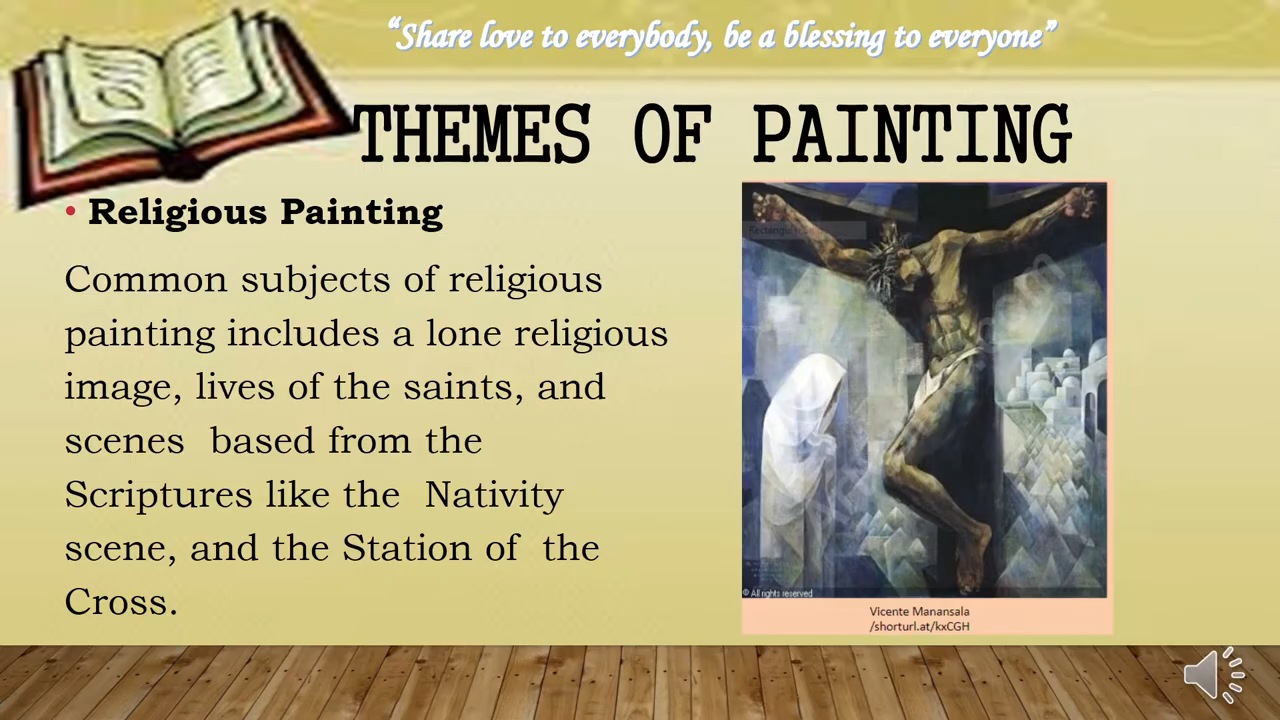 “Share love to everybody, be a blessing to everyone”
THEMES OF PAINTING
• Religious Painting
Common subjects of religious
painting includes a lone religious
image, lives of the saints, and
scenes based from the
Scriptures like the Nativity
scene, and the Station of the
Cross.
© All rights reserved
Vicente Manansala
/shorturl.at/kxCGH